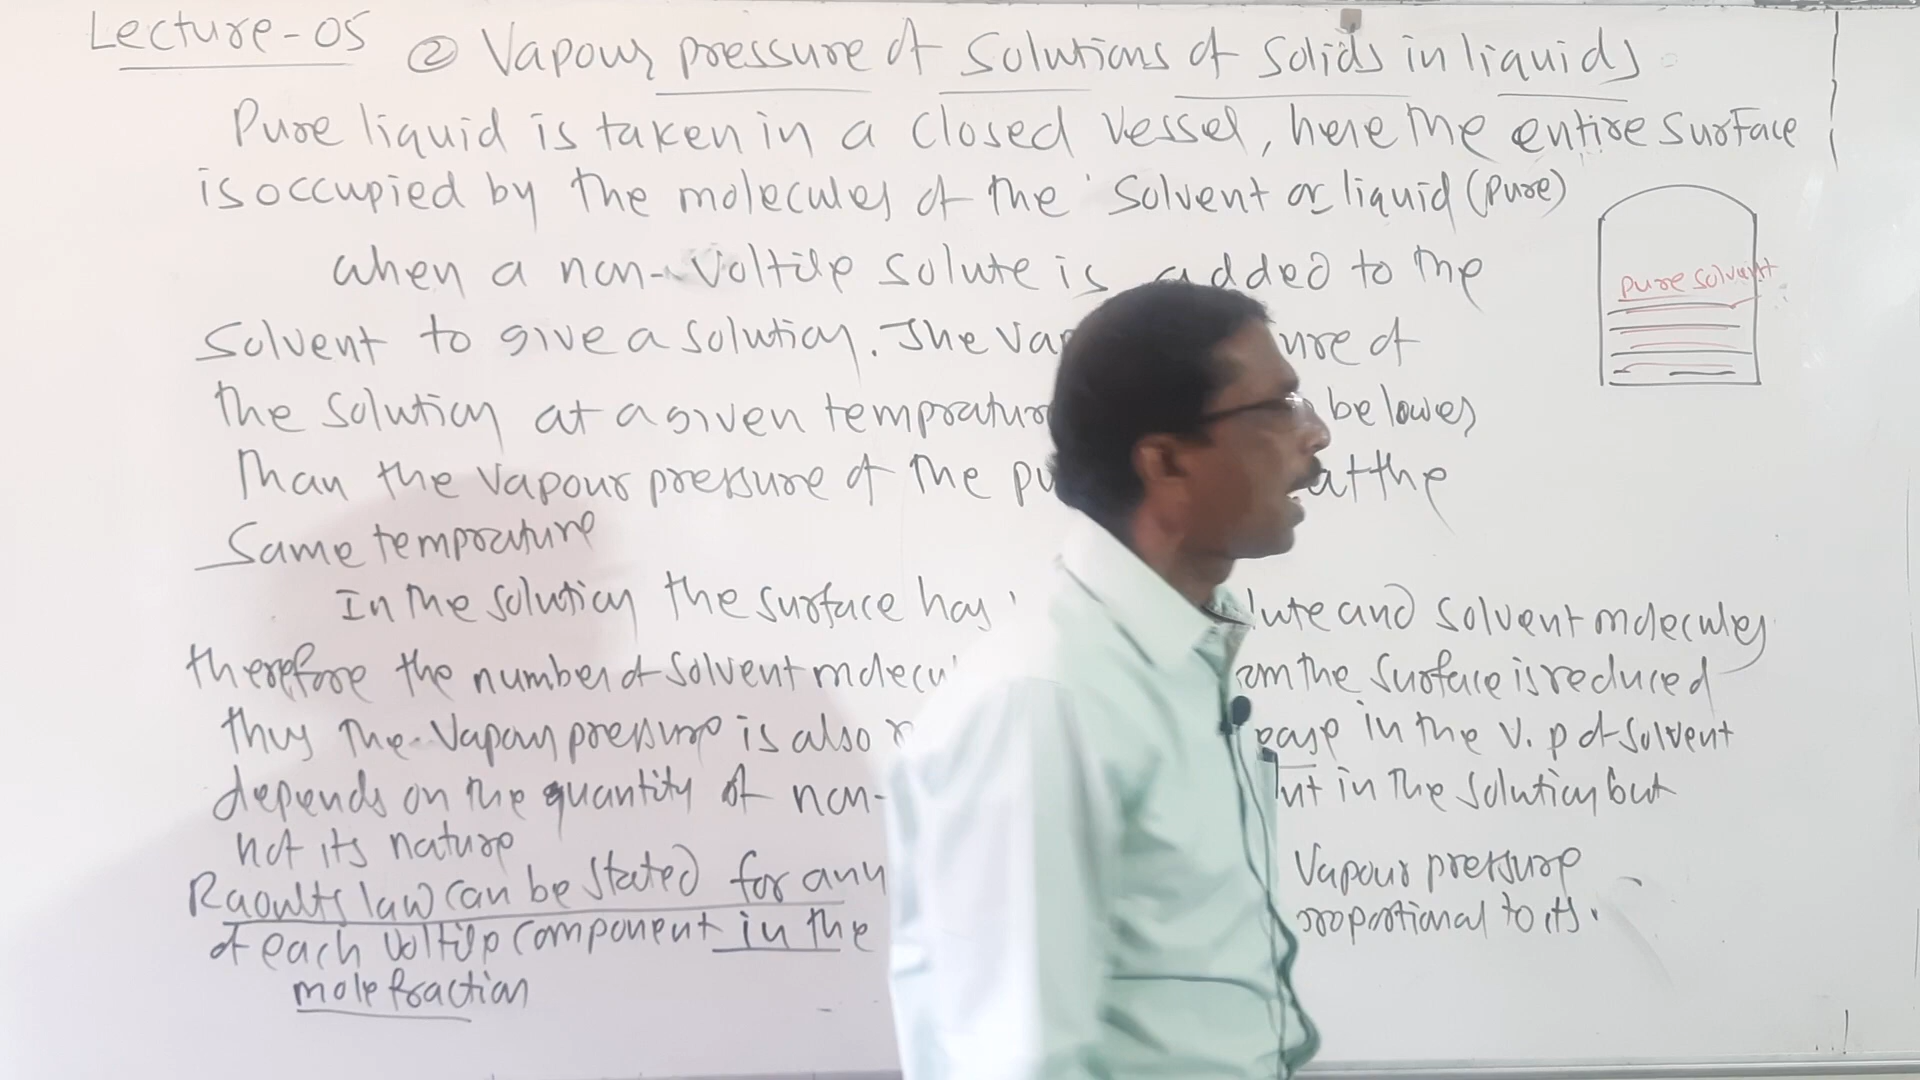 Lecture-05
② Vapour pressure of Solutions of Solids in liquids
Pure liquid is taken in a closed vessel, here the entire surface
is occupied by the molecules of the Solvent or liquid (pure)
when a non-voltile solute is added to the
Solvent to give a solution. The Va ure of
the solution at a given temprature be lower
Than the vapour pressure of the pu at the
Same temprature
In the solution the surface has lute and solvent molecules
therefore the number of solvent molecu om the surface is reduced
thus the Vapour pressure is also ease in the v.p of solvent
depends on the quantity of non- nt in the solution but
not its nature
Raoults law can be stated for any Vapour pressure
of each voltile component in the proportional to its
mole fraction
pure solvent